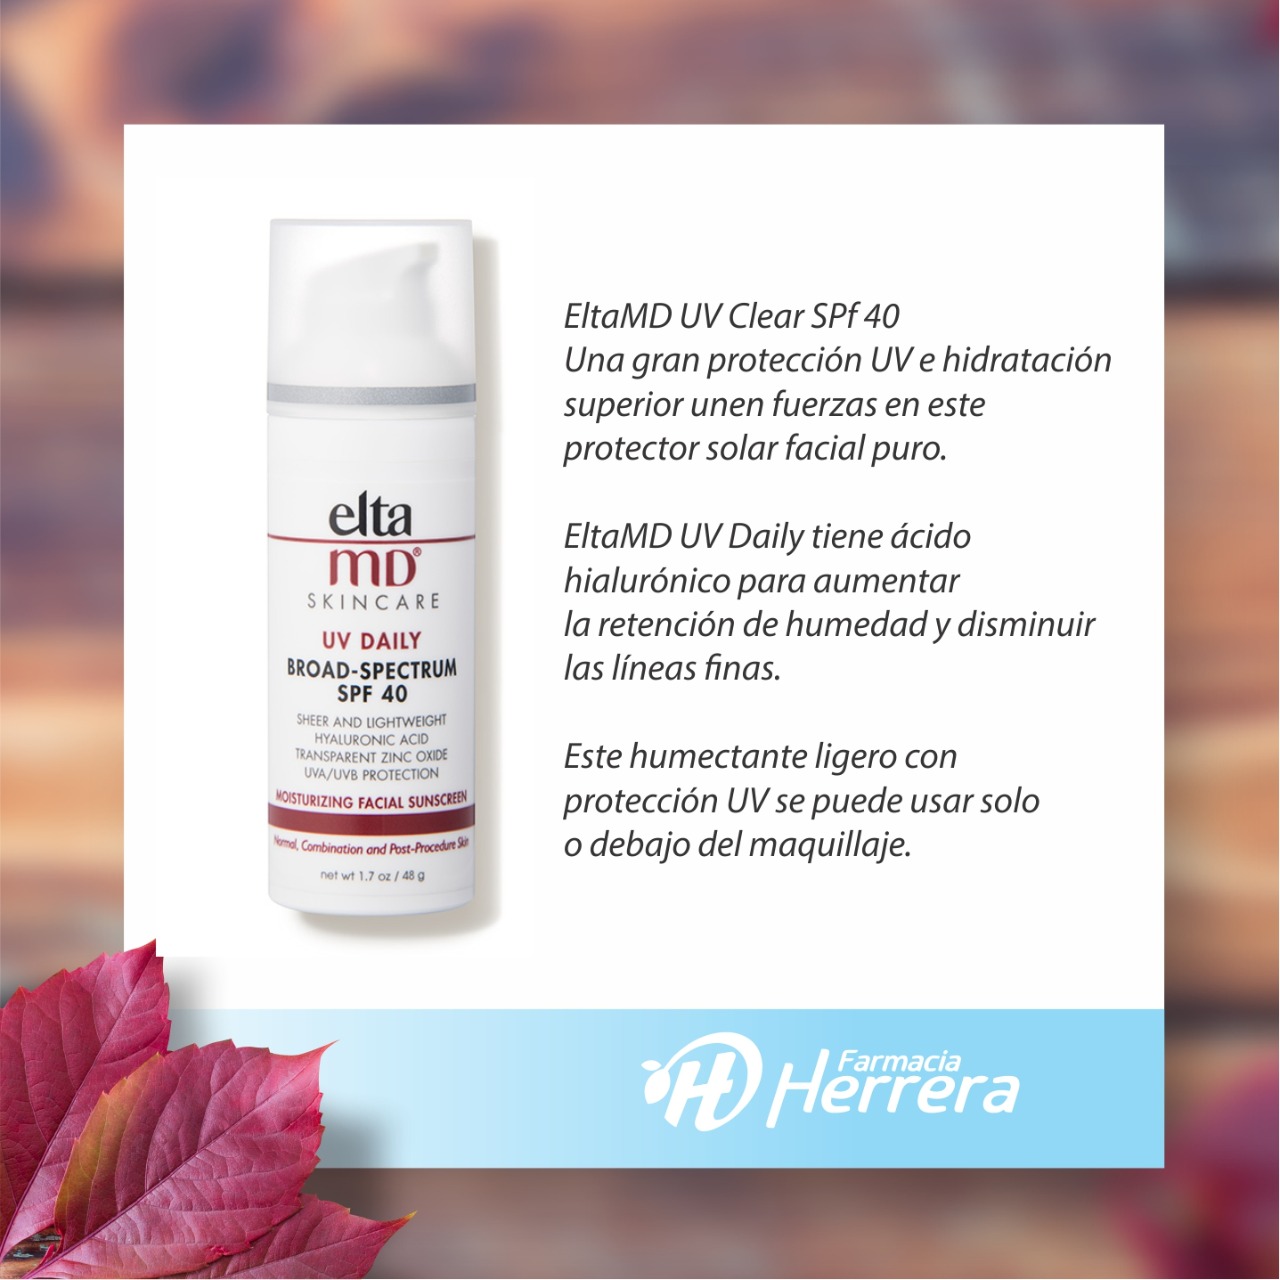 elta
MD®
SKINCARE
UV DAILY
BROAD-SPECTRUM
SPF 40
SHEER AND LIGHTWEIGHT
HYALURONIC ACID
TRANSPARENT ZINC OXIDE
UVA/UVB PROTECTION
MOISTURIZING FACIAL SUNSCREEN
Normal, Combination and Post-Procedure Skin
net wt 1.7 oz / 48 g
EltaMD UV Clear SPf 40
Una gran protección UV e hidratación
superior unen fuerzas en este
protector solar facial puro.
EltaMD UV Daily tiene ácido
hialurónico para aumentar
la retención de humedad y disminuir
las líneas finas.
Este humectante ligero con
protección UV se puede usar solo
o debajo del maquillaje.
H Farmacia
Herrera